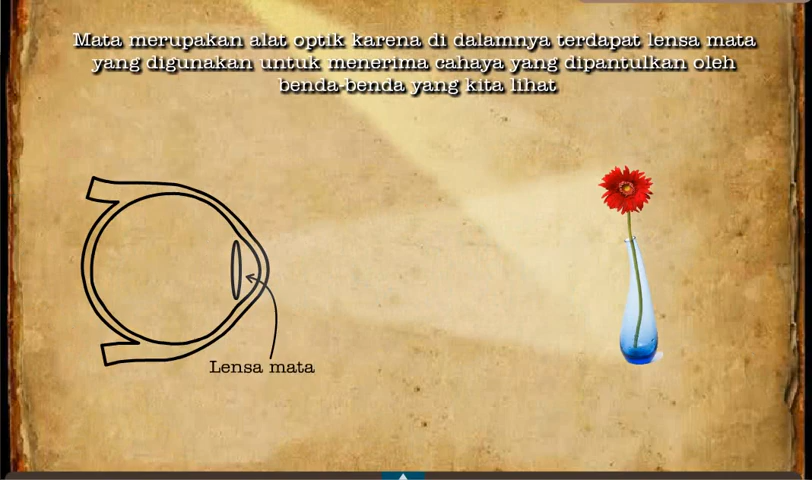 Mata merupakan alat optik karena di dalamnya terdapat lensa mata
yang digunakan untuk menerima cahaya yang dipantulkan oleh
benda-benda yang kita lihat
Lensa mata